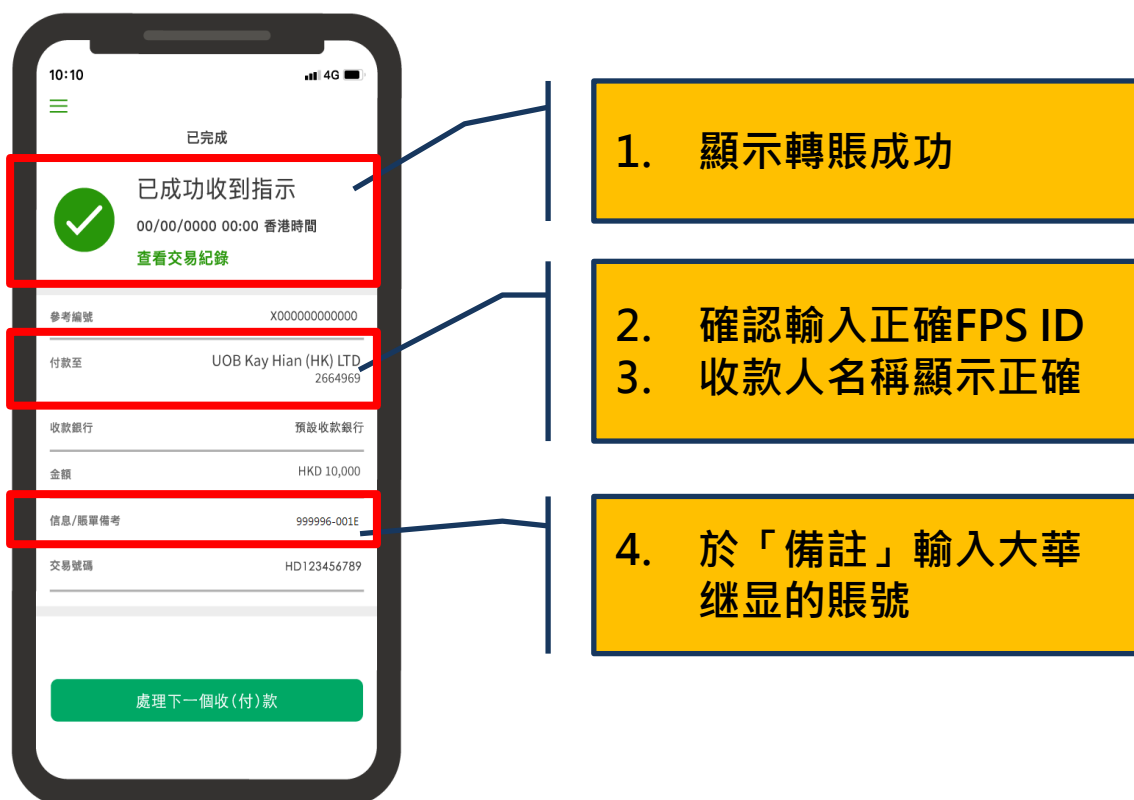 10:10
4G
已完成
已成功收到指示
00/00/0000 00:00 香港時間
查看交易紀錄
參考編號 X000000000000
付款至 UOB Kay Hian (HK) LTD
2664969
收款銀行 預設收款銀行
金額 HKD 10,000
信息/賬單備考 999996-001E
交易號碼 HD123456789
處理下一個收(付)款
1. 顯示轉賬成功
2. 確認輸入正確FPS ID
3. 收款人名稱顯示正確
4. 於「備註」輸入大華
继显的賬號